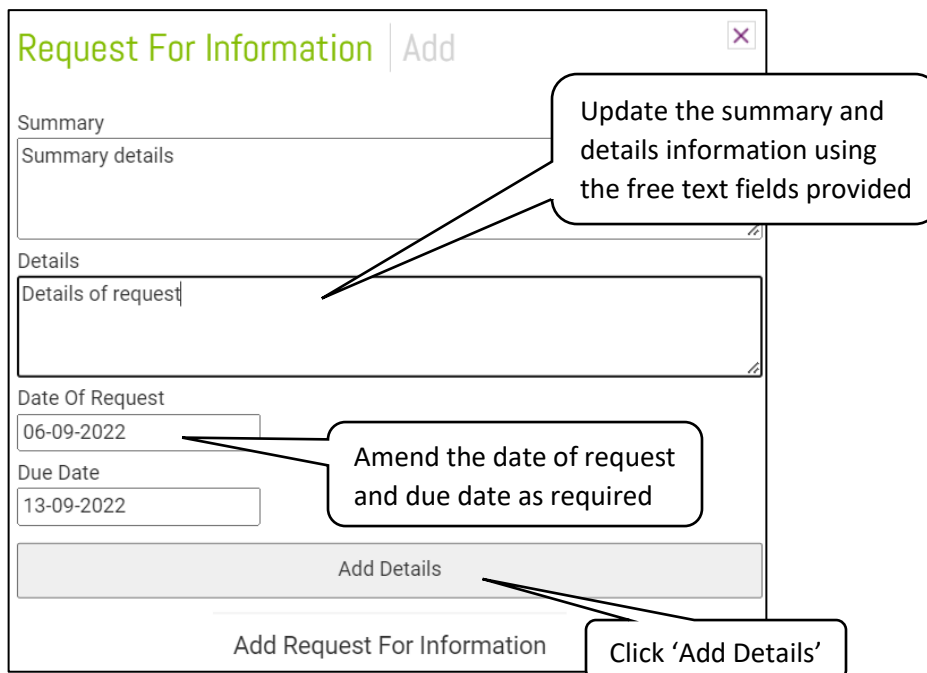 Request For Information Add
Summary
Summary details
Update the summary and
details information using
the free text fields provided
Details
Details of request
Date Of Request
06-09-2022
Amend the date of request
and due date as required
Due Date
13-09-2022
Add Details
Add Request For Information
Click ‘Add Details’